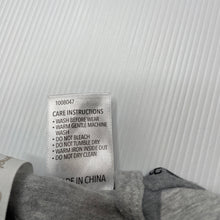 1008047
CARE INSTRUCTIONS
• WASH BEFORE WEAR
• WARM GENTLE MACHINE
WASH
• DO NOT BLEACH
• DO NOT TUMBLE DRY
• WARM IRON INSIDE OUT
• DO NOT DRY CLEAN
DE IN CHINA